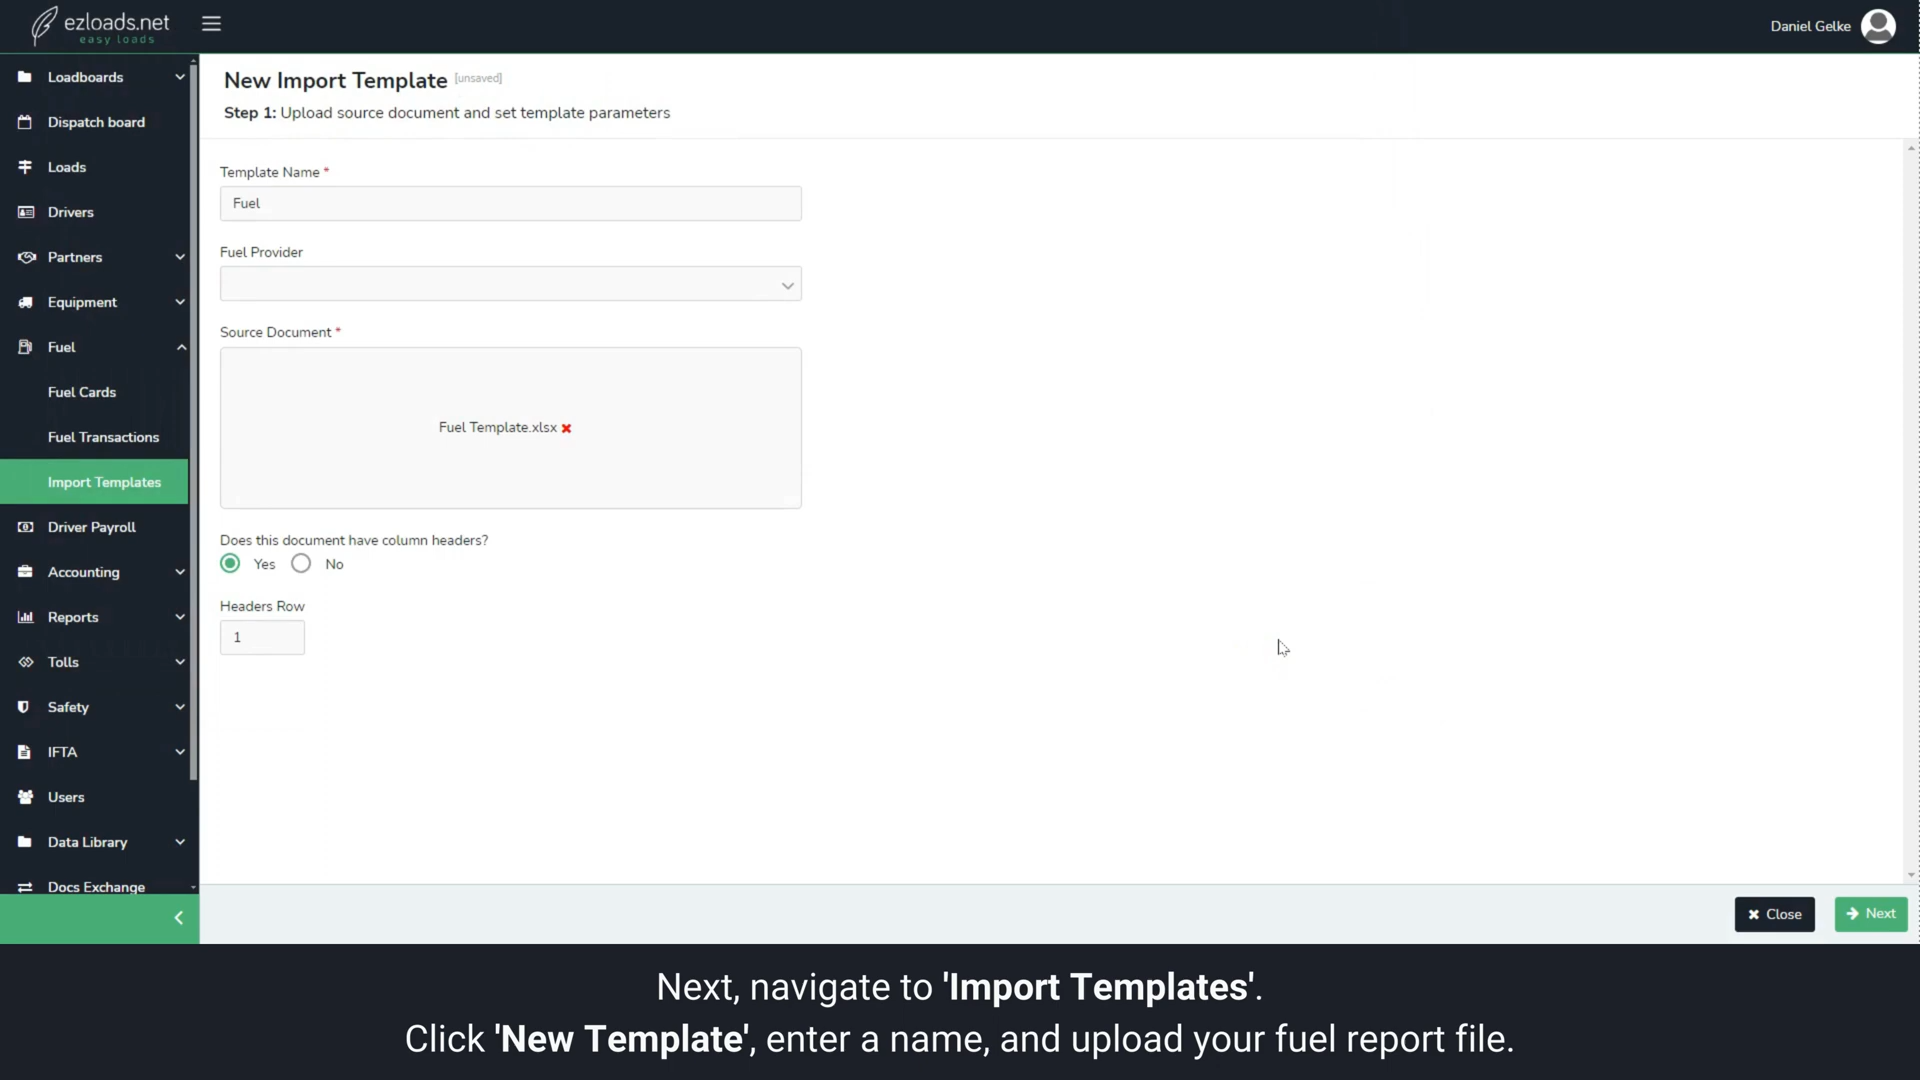 ezloads.net
easy loads
Daniel Gelke
Loadboards
Dispatch board
Loads
Drivers
Partners
Equipment
Fuel
Fuel Cards
Fuel Transactions
Import Templates
Driver Payroll
Accounting
Reports
Tolls
Safety
IFTA
Users
Data Library
Docs Exchange
New Import Template [unsaved]
Step 1: Upload source document and set template parameters
Template Name *
Fuel
Fuel Provider
Source Document *
Fuel Template.xlsx
Does this document have column headers?
Yes No
Headers Row
1
Close Next
Next, navigate to 'Import Templates'.
Click 'New Template', enter a name, and upload your fuel report file.